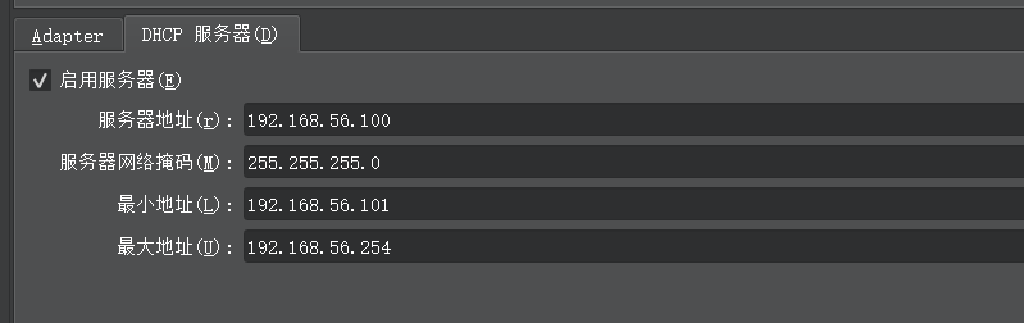 Adapter DHCP 服务器(D)
启用服务器(E)
服务器地址(r): 192.168.56.100
服务器网络掩码(M): 255.255.255.0
最小地址(L): 192.168.56.101
最大地址(U): 192.168.56.254